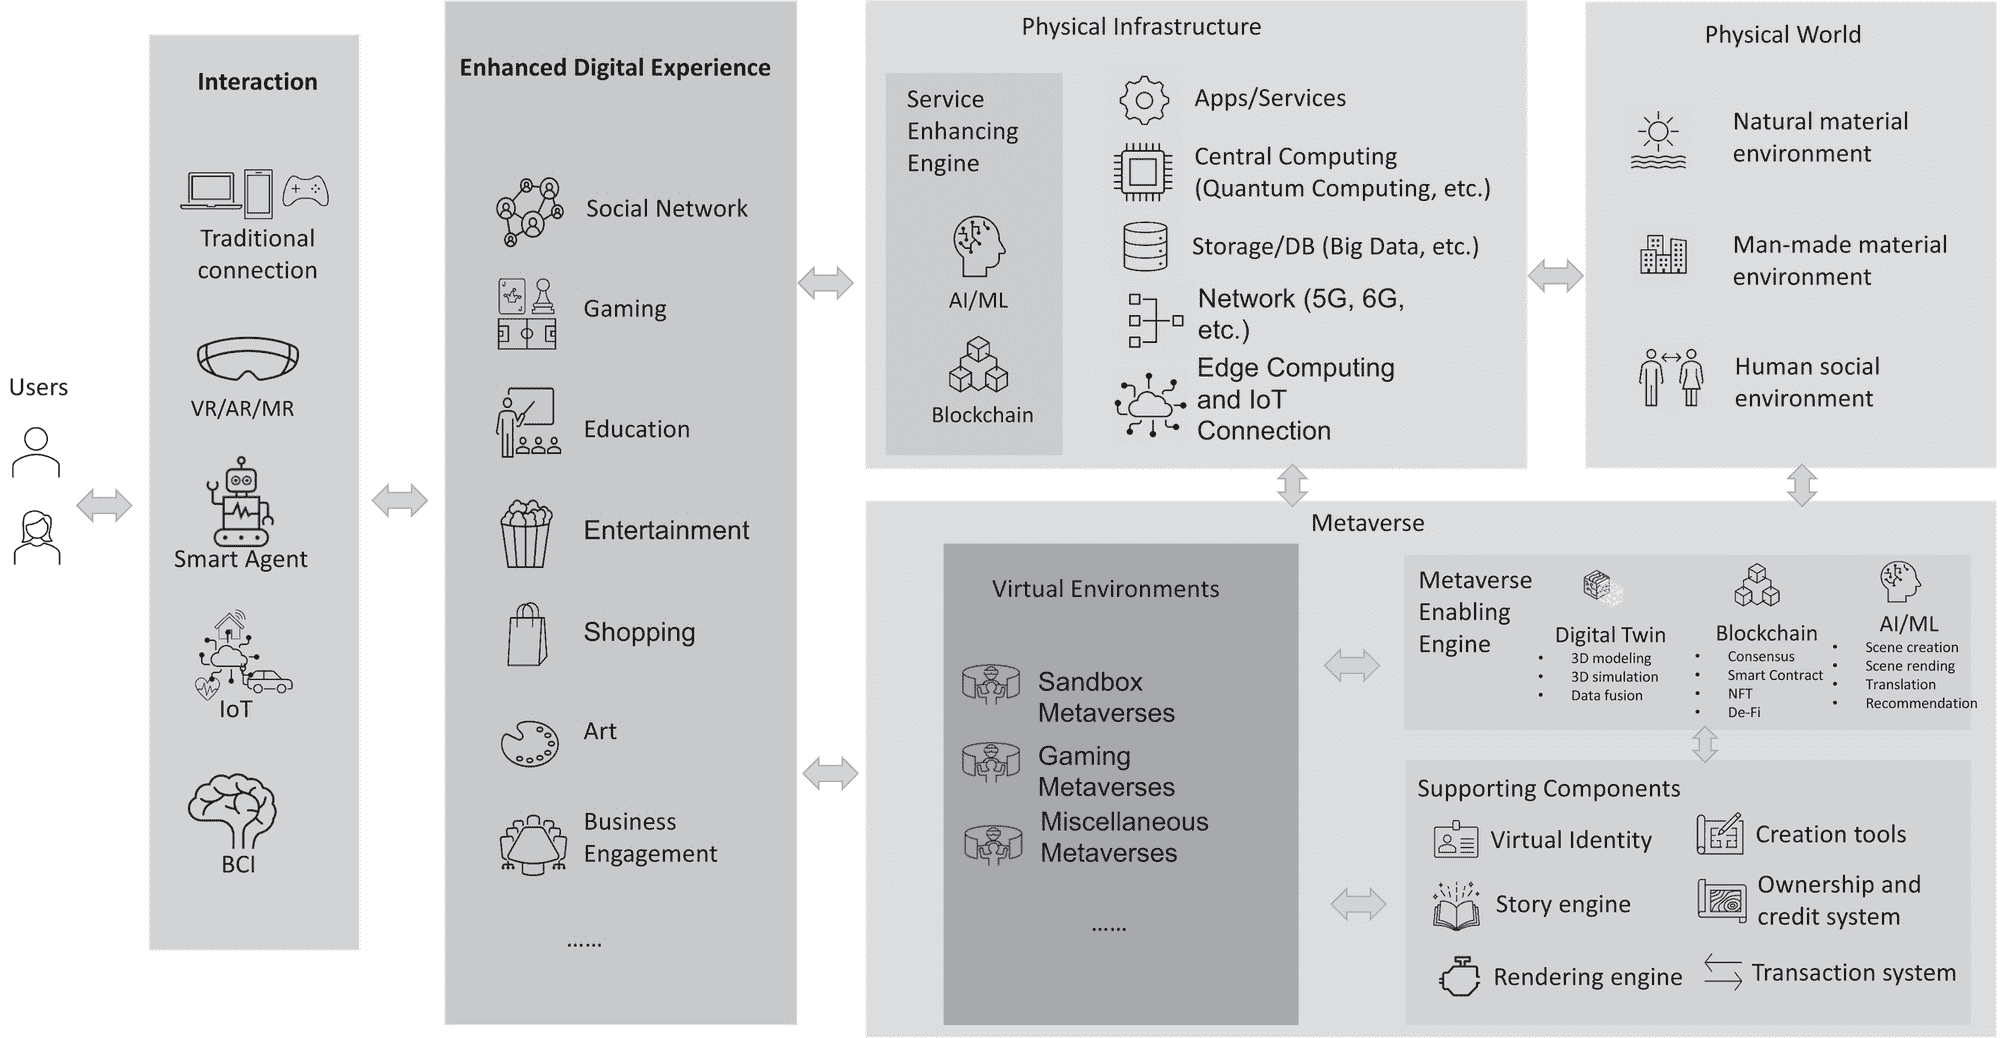 Users
Interaction
Traditional
connection
VR/AR/MR
Smart Agent
IoT
BCI
Enhanced Digital Experience
Social Network
Gaming
Education
Entertainment
Shopping
Art
Business
Engagement
......
Physical Infrastructure
Service
Enhancing
Engine
AI/ML
Blockchain
Apps/Services
Central Computing
(Quantum Computing, etc.)
Storage/DB (Big Data, etc.)
Network (5G, 6G,
etc.)
Edge Computing
and IoT
Connection
Physical World
Natural material
environment
Man-made material
environment
Human social
environment
Metaverse
Virtual Environments
Sandbox
Metaverses
Gaming
Metaverses
Miscellaneous
Metaverses
......
Metaverse
Enabling
Engine
Digital Twin
• 3D modeling
• 3D simulation
• Data fusion
Blockchain
• Consensus
• Smart Contract
• NFT
• De-Fi
AI/ML
• Scene creation
• Scene rending
• Translation
• Recommendation
Supporting Components
Virtual Identity
Creation tools
Story engine
Ownership and
credit system
Rendering engine
Transaction system